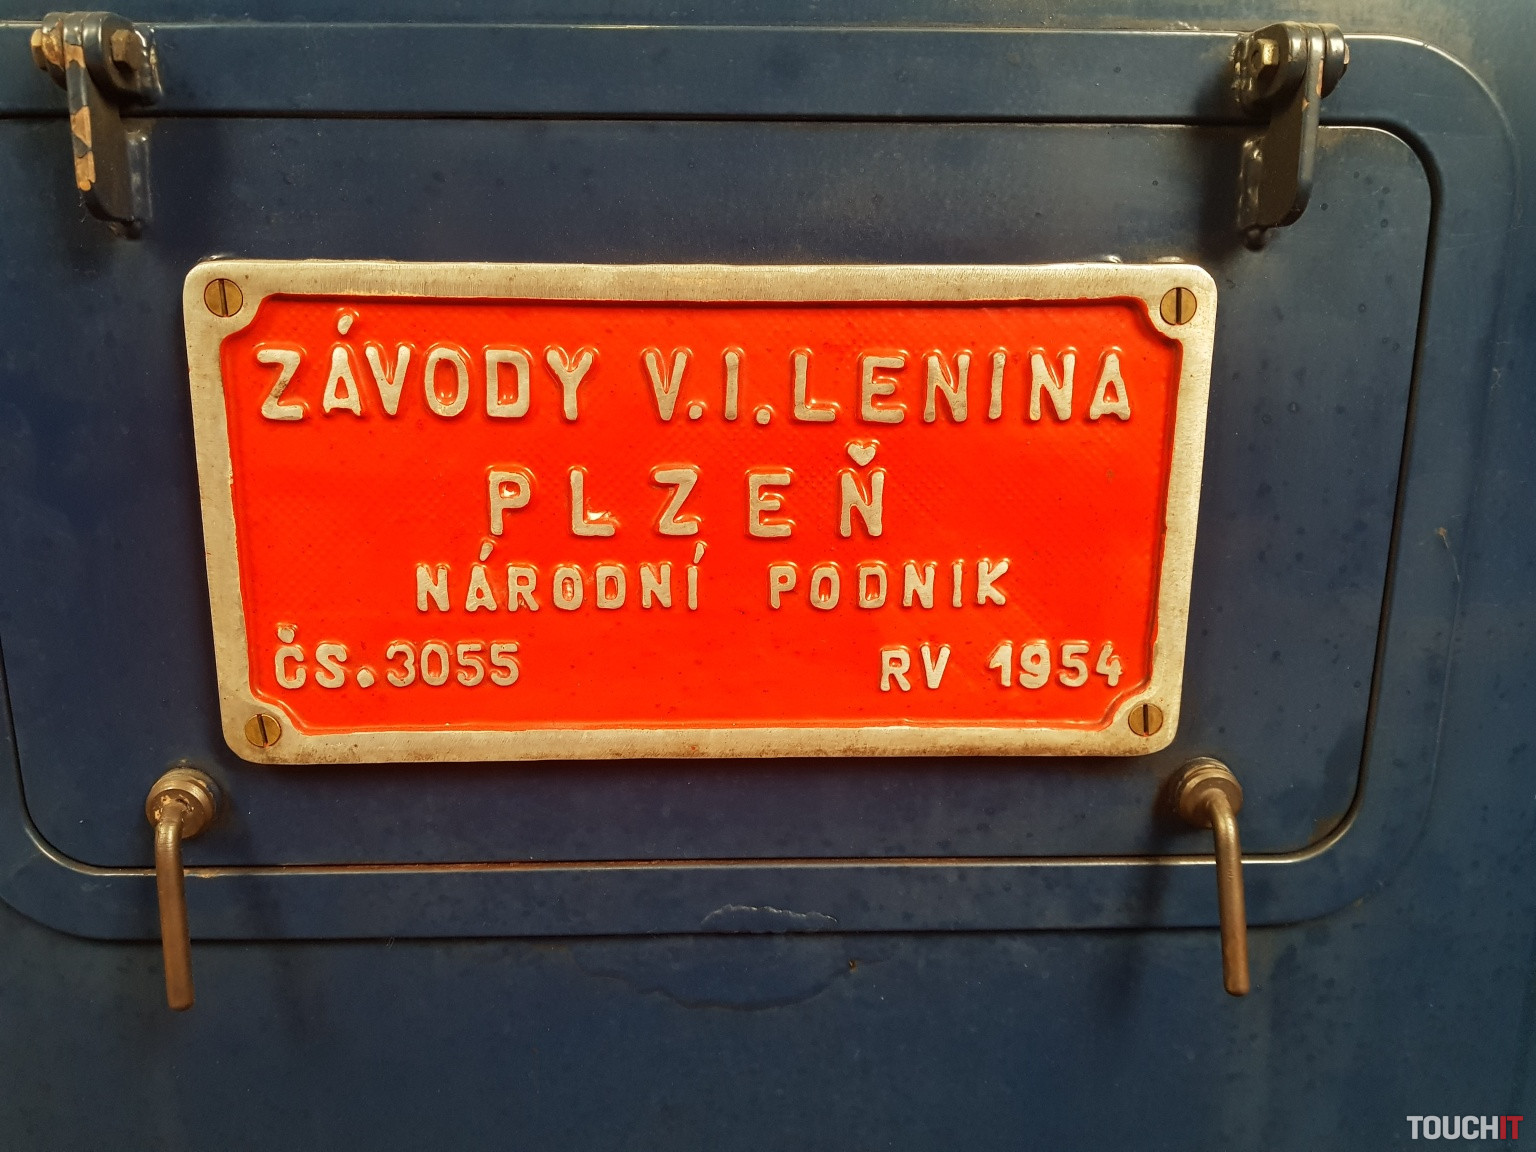 ZÁVODY V.I.LENINA
PLZEŇ
NÁRODNÍ PODNIK
ČS.3055 RV 1954
TOUCHIT